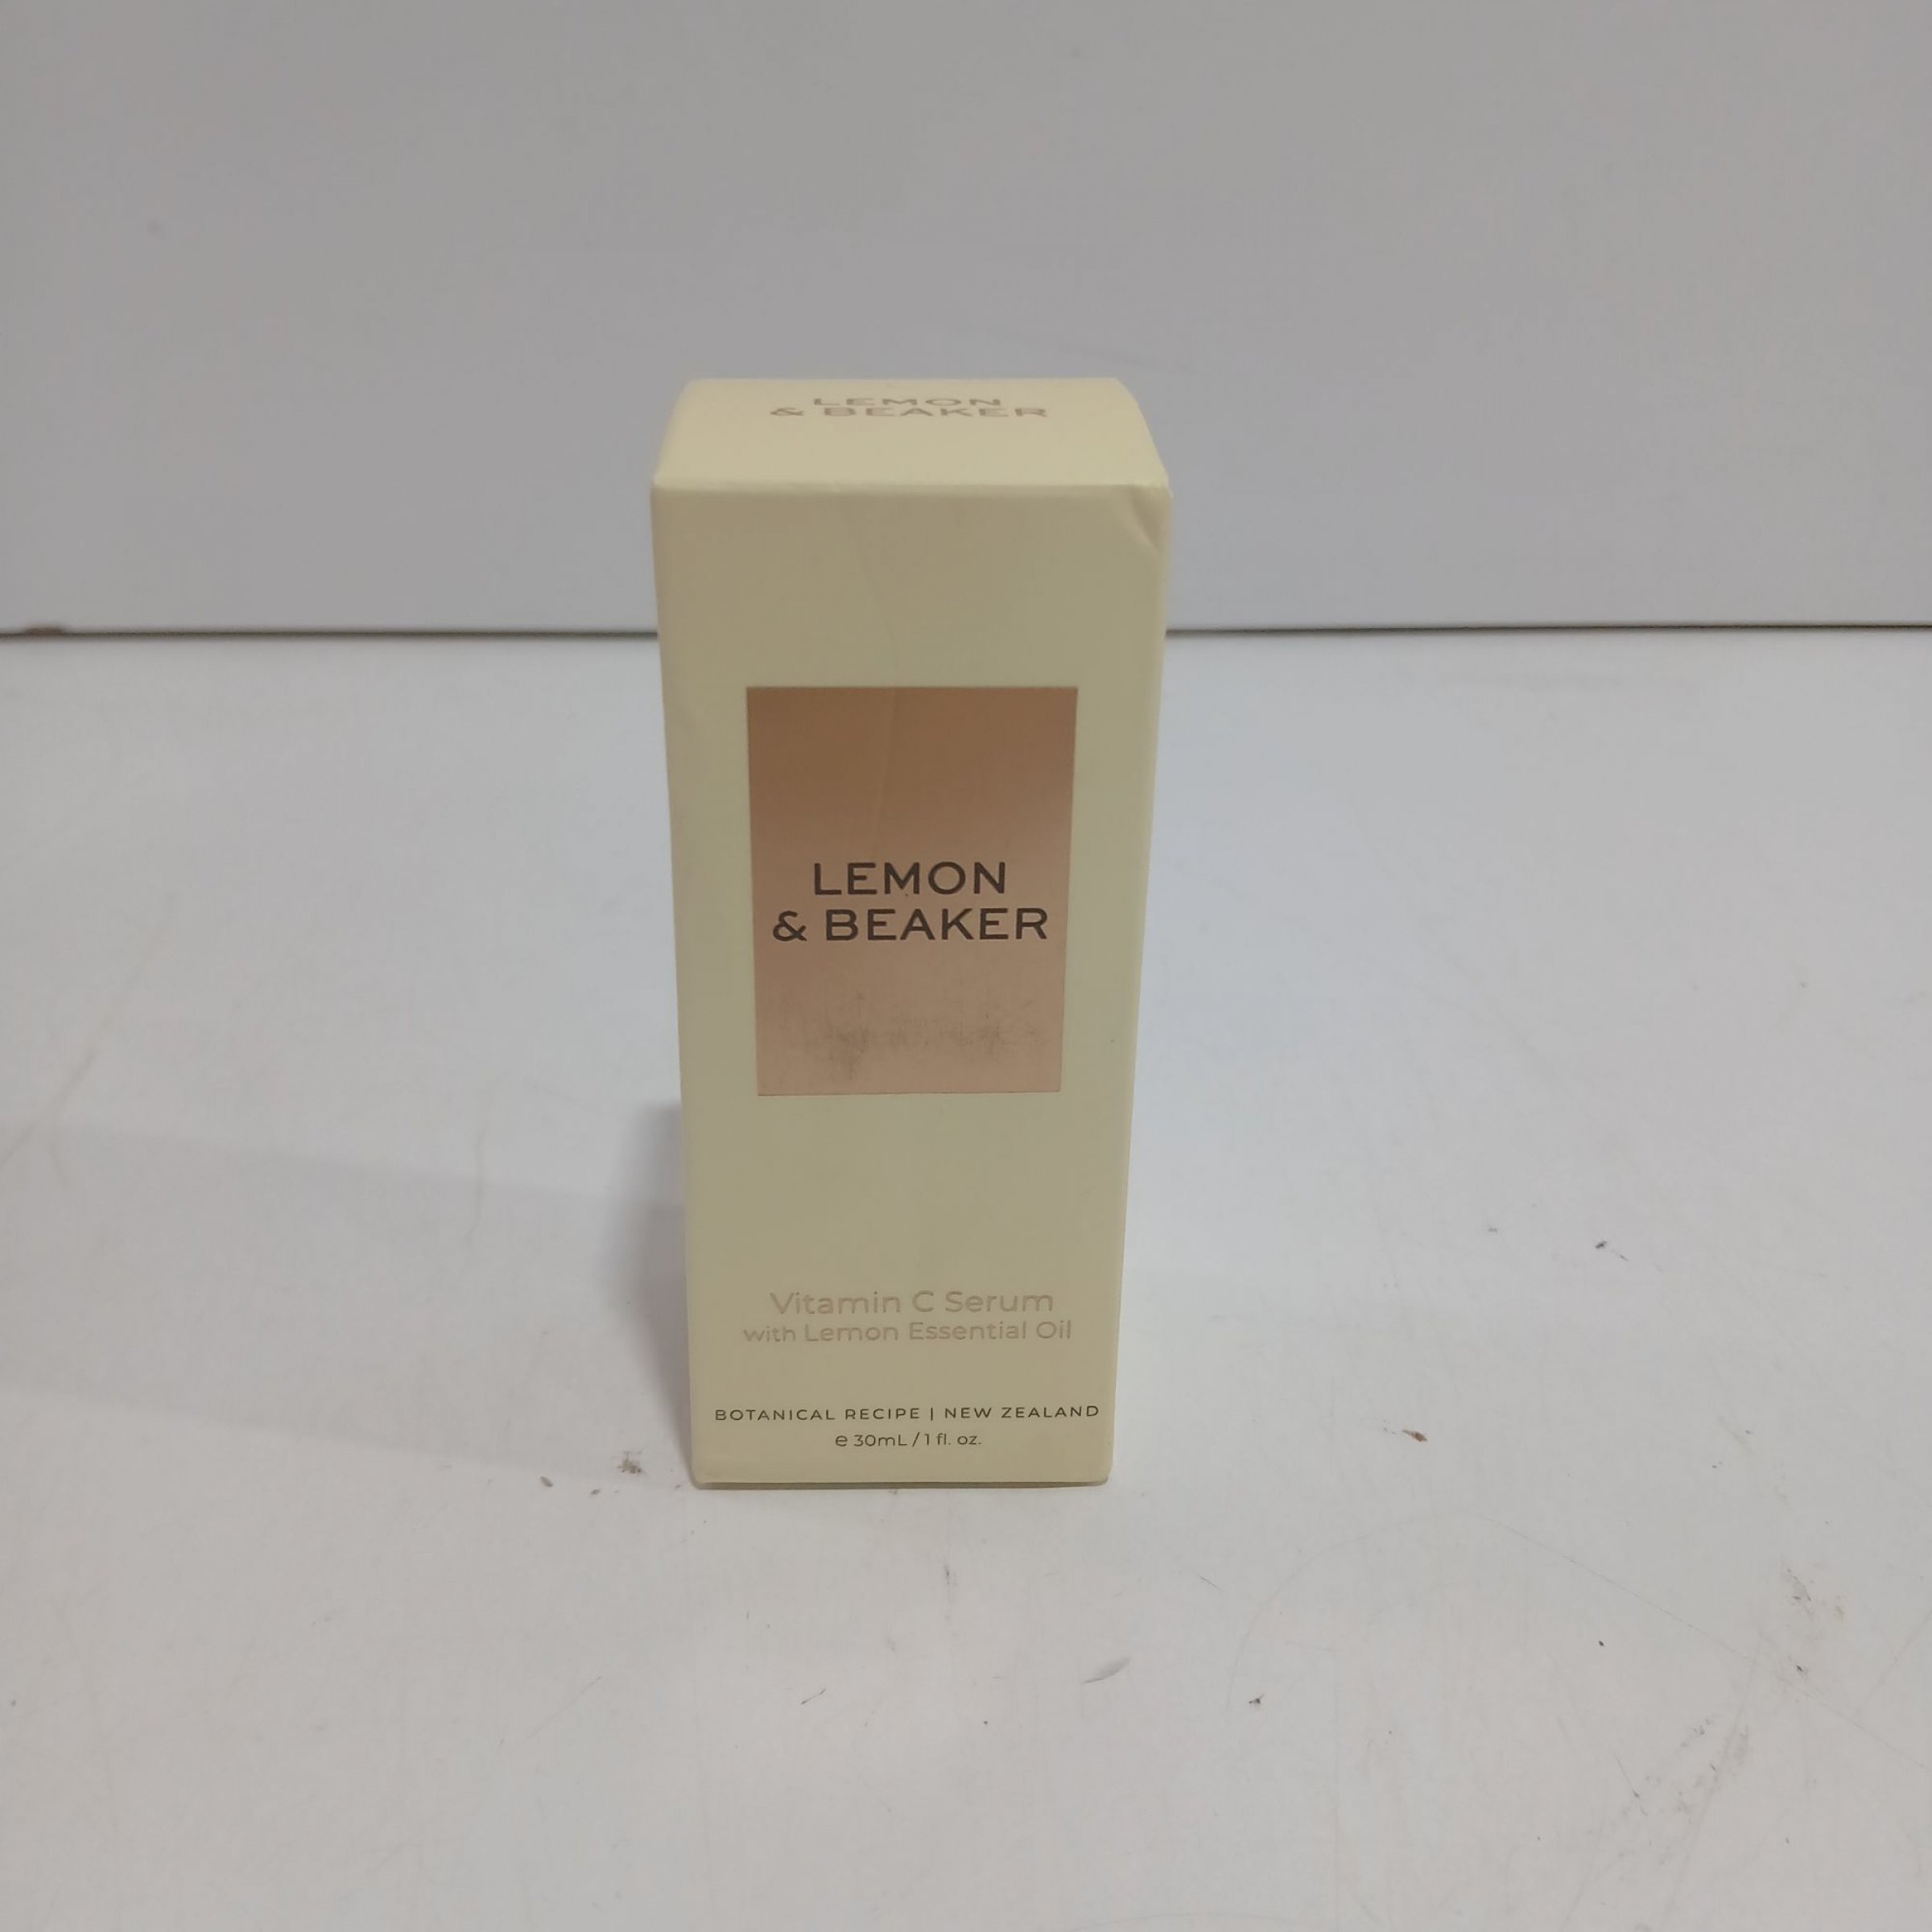 LEMON
& BEAKER
LEMON
& BEAKER
Vitamin C Serum
with Lemon Essential Oil
BOTANICAL RECIPE | NEW ZEALAND
℮ 30mL / 1 fl. oz.